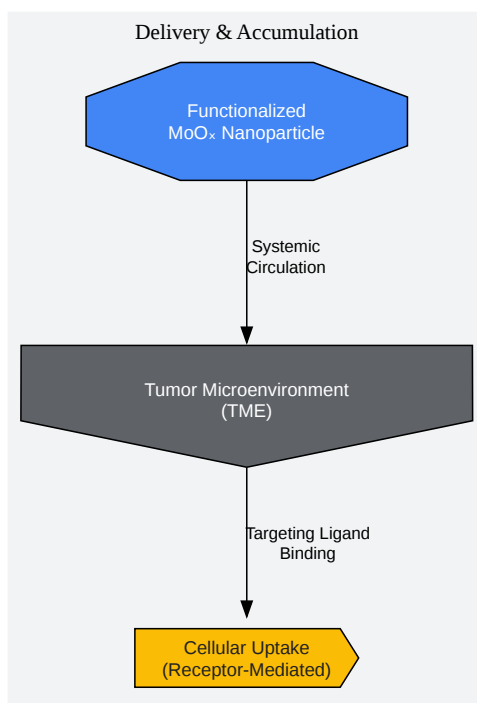 Delivery & Accumulation
Functionalized
MoOₓ Nanoparticle
Systemic
Circulation
Tumor Microenvironment
(TME)
Targeting Ligand
Binding
Cellular Uptake
(Receptor-Mediated)